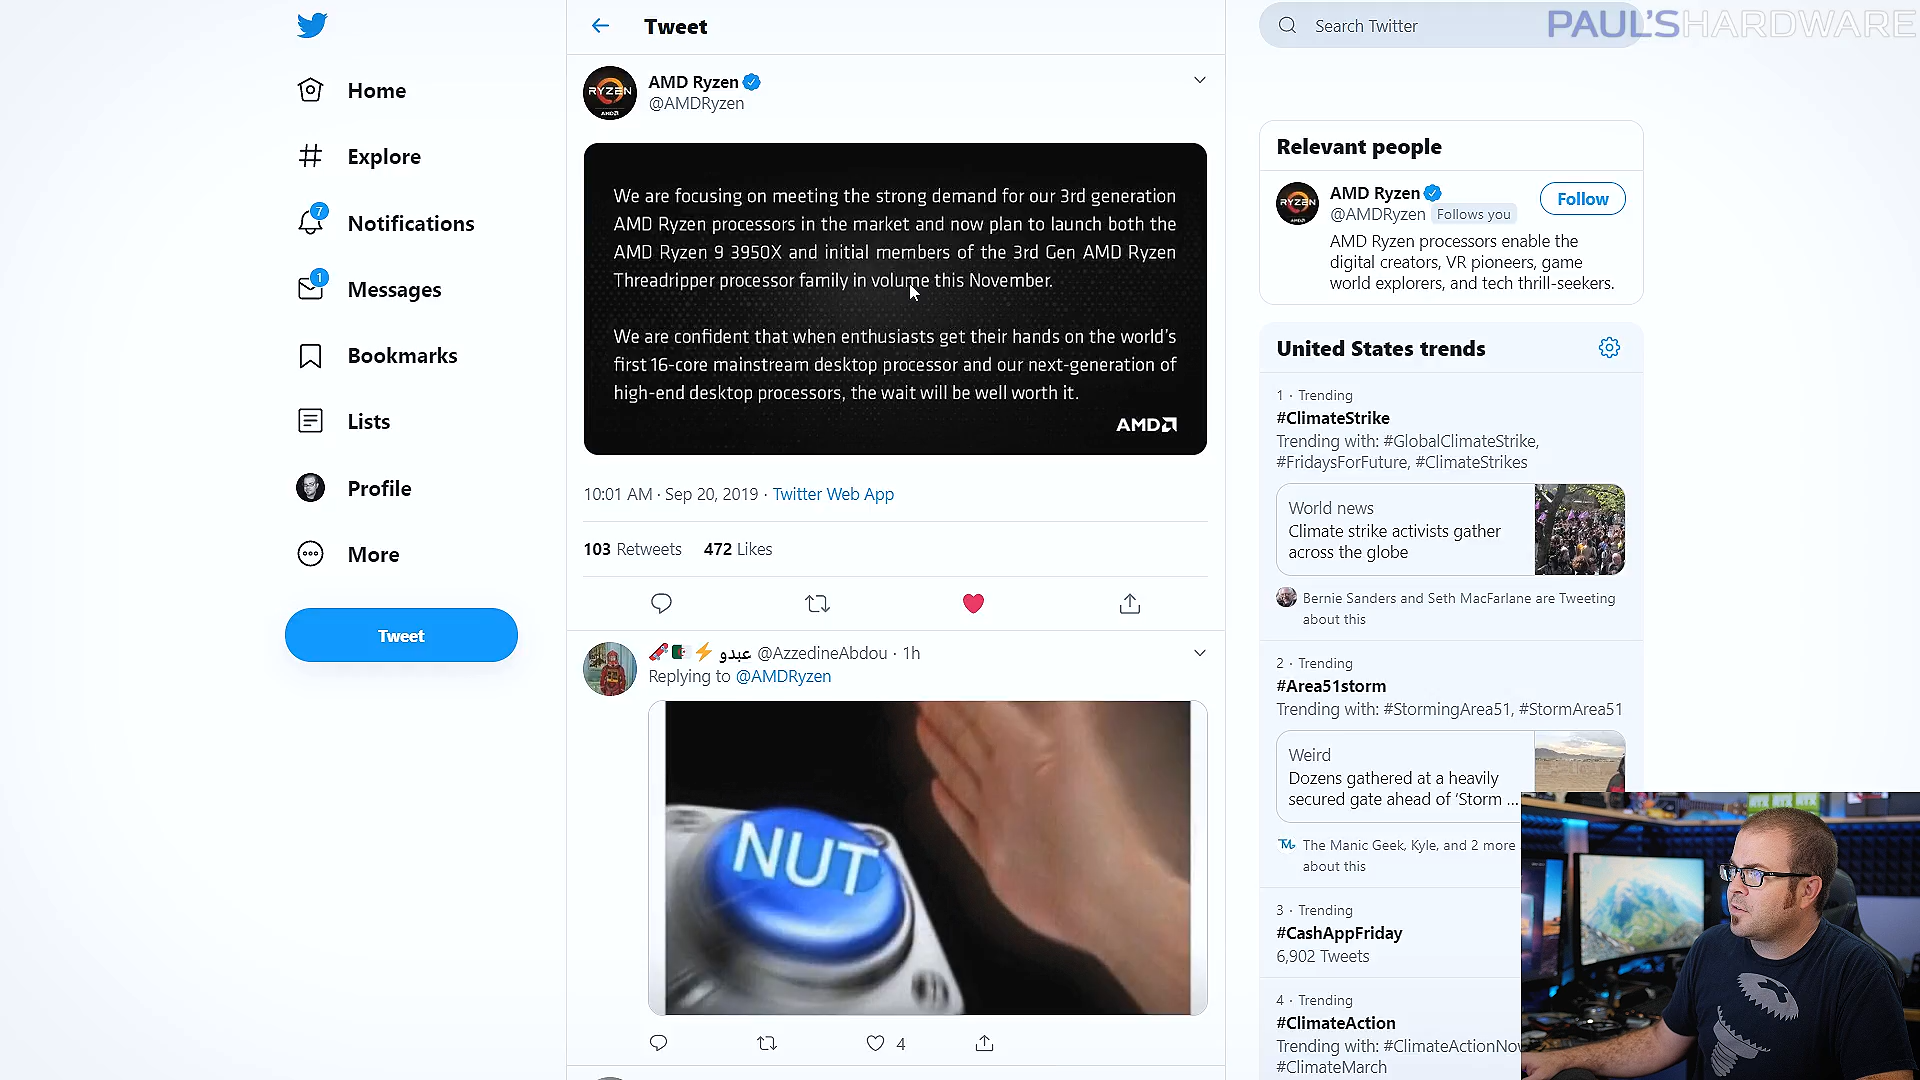 Tweet
Search Twitter
PAUL'SHARDWARE
Home
Explore
7
Notifications
1
Messages
Bookmarks
Lists
Profile
More
Tweet
RYZEN
AMD
AMD Ryzen
@AMDRyzen
We are focusing on meeting the strong demand for our 3rd generation
AMD Ryzen processors in the market and now plan to launch both the
AMD Ryzen 9 3950X and initial members of the 3rd Gen AMD Ryzen
Threadripper processor family in volume this November.
We are confident that when enthusiasts get their hands on the world's
first 16-core mainstream desktop processor and our next-generation of
high-end desktop processors, the wait will be well worth it.
AMD
10:01 AM · Sep 20, 2019 · Twitter Web App
103 Retweets 472 Likes
عبدو @AzzedineAbdou · 1h
Replying to @AMDRyzen
NUT
4
Relevant people
RYZEN
AMD Ryzen
@AMDRyzen Follows you
Follow
AMD Ryzen processors enable the
digital creators, VR pioneers, game
world explorers, and tech thrill-seekers.
United States trends
1 · Trending
#ClimateStrike
Trending with: #GlobalClimateStrike,
#FridaysForFuture, #ClimateStrikes
World news
Climate strike activists gather
across the globe
Bernie Sanders and Seth MacFarlane are Tweeting
about this
2 · Trending
#Area51storm
Trending with: #StormingArea51, #StormArea51
Weird
Dozens gathered at a heavily
secured gate ahead of ‘Storm ...
The Manic Geek, Kyle, and 2 more
about this
3 · Trending
#CashAppFriday
6,902 Tweets
4 · Trending
#ClimateAction
Trending with: #ClimateActionNow
#ClimateMarch